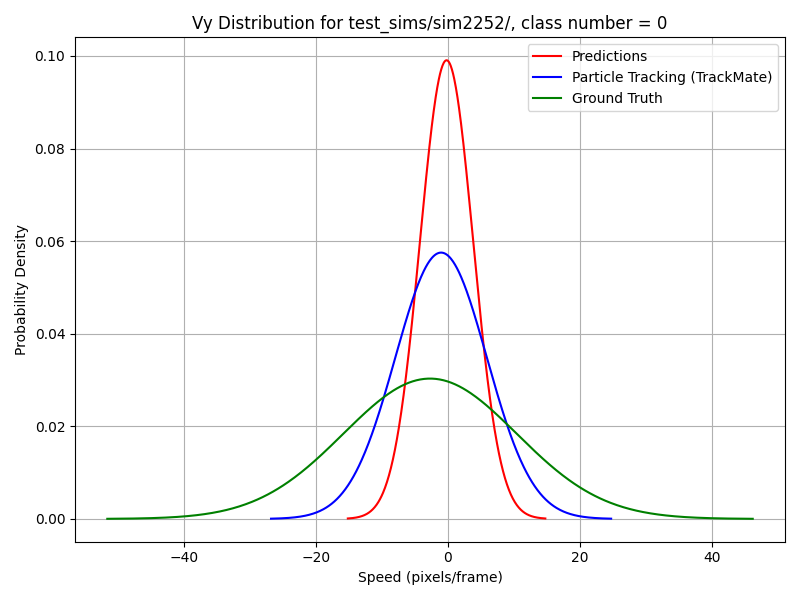 Vy Distribution for test_sims/sim2252/, class number = 0
Predictions
Particle Tracking (TrackMate)
Ground Truth
Probability Density
0.10
0.08
0.06
0.04
0.02
0.00
−40 −20 0 20 40
Speed (pixels/frame)